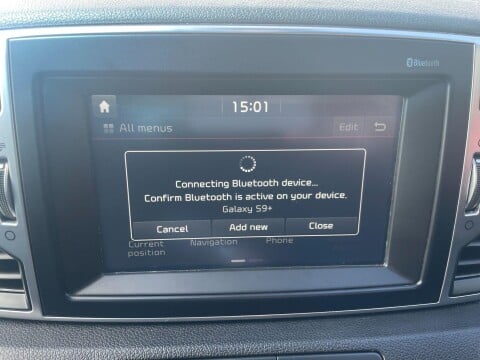 Bluetooth
15:01
All menus
Edit
Connecting Bluetooth device...
Confirm Bluetooth is active on your device.
Galaxy S9+
Cancel
Add new
Close
Current
position
Navigation
Phone